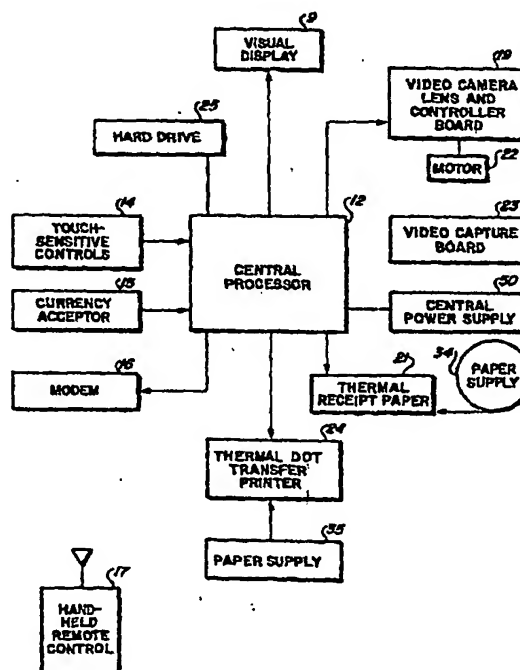 9
VISUAL
DISPLAY
19
VIDEO CAMERA
LENS AND
CONTROLLER
BOARD
25
HARD DRIVE
22
MOTOR
14
TOUCH-
SENSITIVE
CONTROLS
12
CENTRAL
PROCESSOR
23
VIDEO CAPTURE
BOARD
15
CURRENCY
ACCEPTOR
50
CENTRAL
POWER SUPPLY
16
MODEM
21
THERMAL
RECEIPT PAPER
34
PAPER
SUPPLY
24
THERMAL DOT
TRANSFER
PRINTER
35
PAPER SUPPLY
17
HAND-
HELD
REMOTE
CONTROL